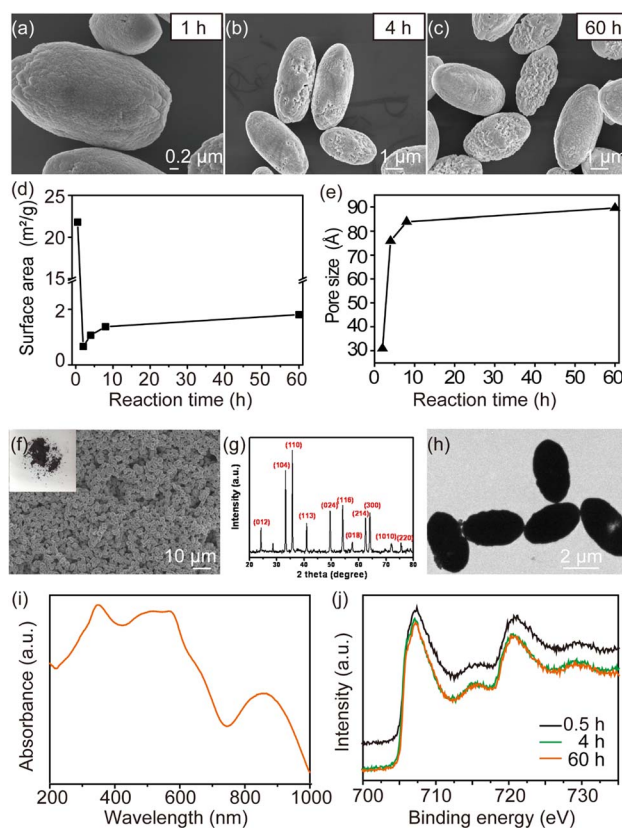 (a)
1 h
0.2 µm
(b)
4 h
1 µm
(c)
60 h
1 µm
(d)
Surface area (m²/g)
25
20
15
2
0
0 10 20 30 40 50 60
Reaction time (h)
(e)
Pore size (Å)
90
80
70
60
50
40
30
0 10 20 30 40 50 60
Reaction time (h)
(f)
10 µm
(g)
Intensity (a.u.)
(012)
(104)
(110)
(113)
(024)
(116)
(018)
(214)
(300)
(1010)
(220)
20 30 40 50 60 70 80
2 theta (degree)
(h)
2 µm
(i)
Absorbance (a.u.)
200 400 600 800 1000
Wavelength (nm)
(j)
Intensity (a.u.)
0.5 h
4 h
60 h
700 710 720 730
Binding energy (eV)